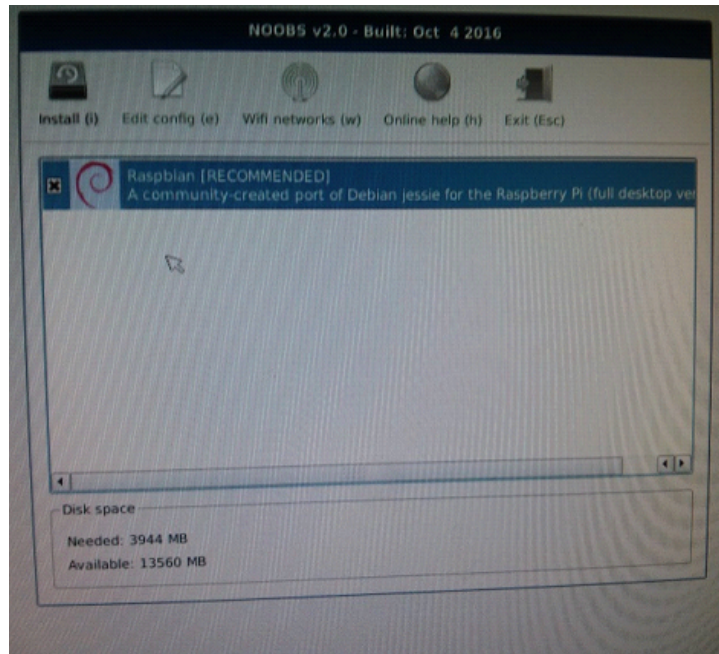 NOOBS v2.0 - Built: Oct 4 2016
Install (i) Edit config (e) Wifi networks (w) Online help (h) Exit (Esc)
Raspbian [RECOMMENDED]
A community-created port of Debian jessie for the Raspberry Pi (full desktop ver
Disk space
Needed: 3944 MB
Available: 13560 MB